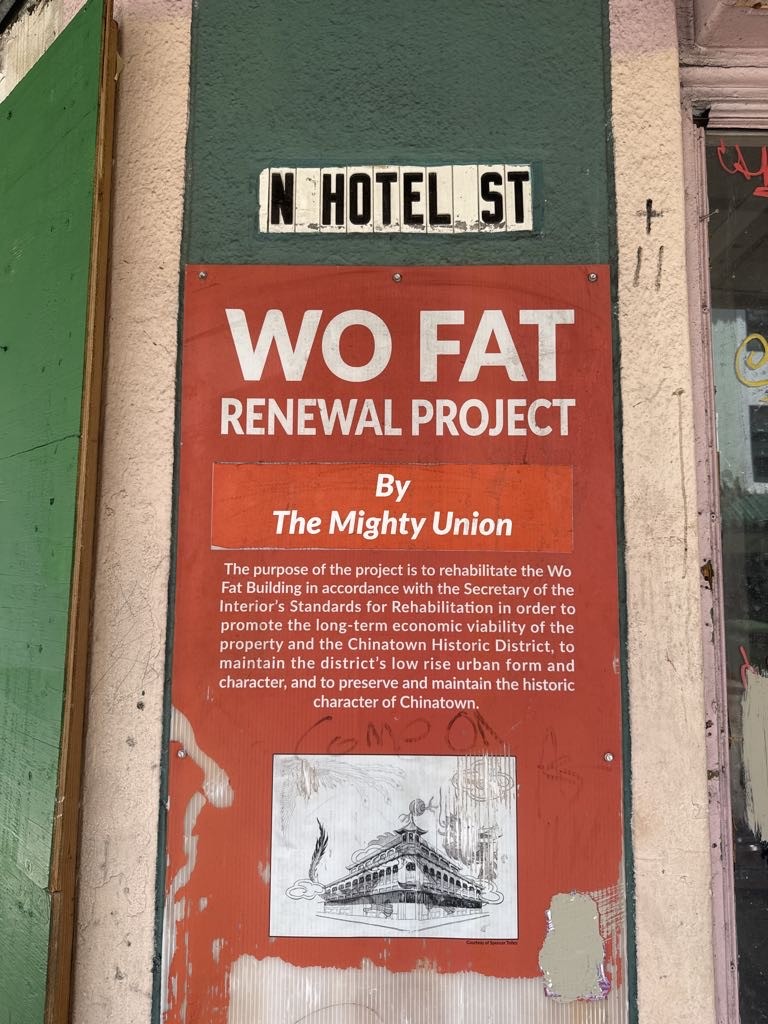 N HOTEL ST
WO FAT
RENEWAL PROJECT
By
The Mighty Union
The purpose of the project is to rehabilitate the Wo
Fat Building in accordance with the Secretary of the
Interior's Standards for Rehabilitation in order to
promote the long-term economic viability of the
property and the Chinatown Historic District, to
maintain the district's low rise urban form and
character, and to preserve and maintain the historic
character of Chinatown.